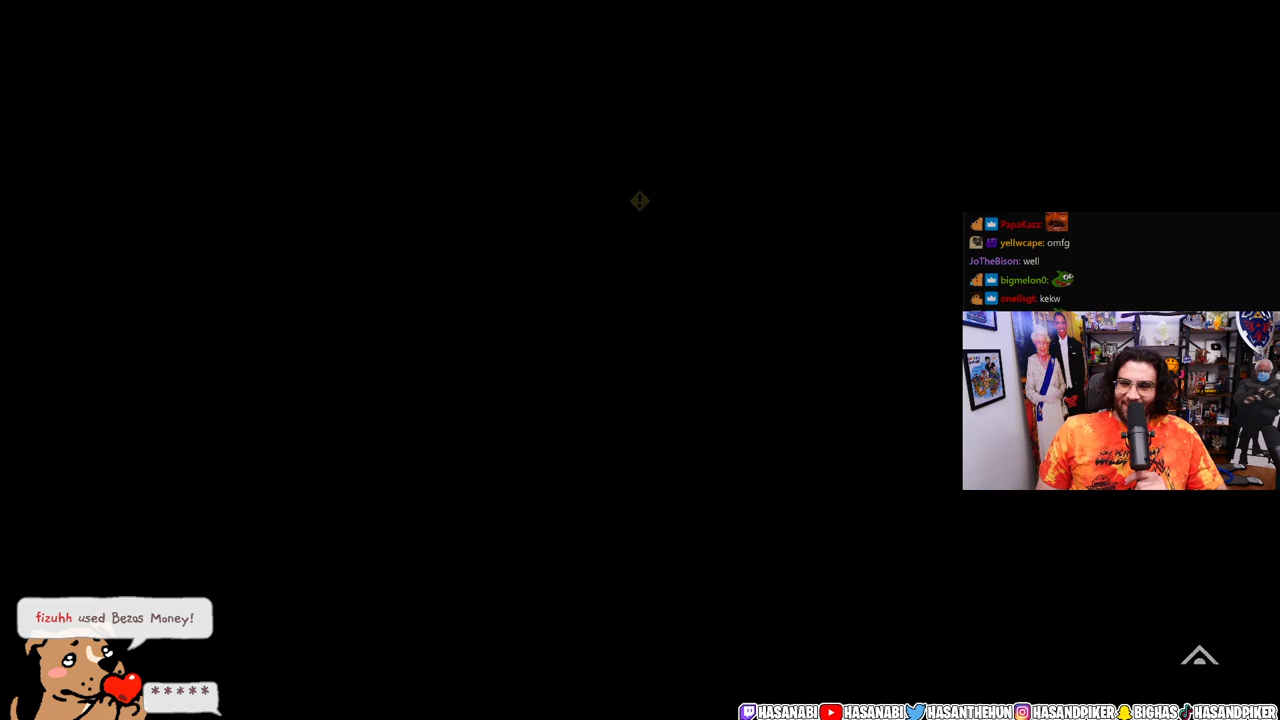 PapaKazz:
yellwcape: omfg
JoTheBison: well
bigmelon0:
onellsgt: kekw
fizuhh used Bezos Money!
*****
HASANABI HASANABI HASANTHEHUN HASANDPIKER BIGHAS HASANDPIKER